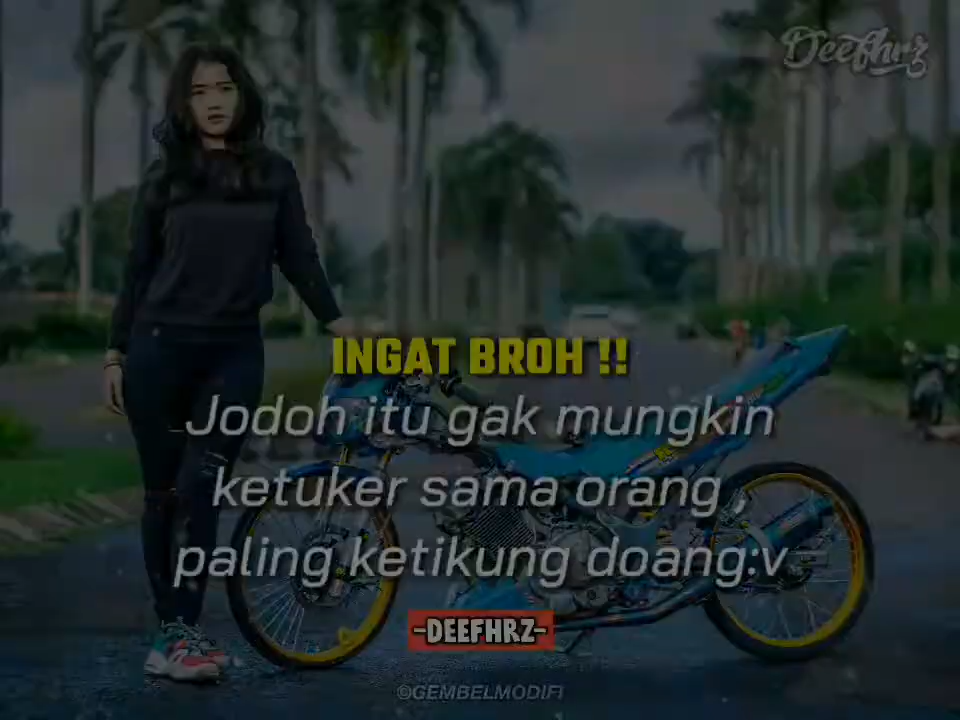 Deefhrz
INGAT BROH !!
Jodoh itu gak mungkin
ketuker sama orang ,
paling ketikung doang:v
-DEEFHRZ-
©GEMBELMODIFI